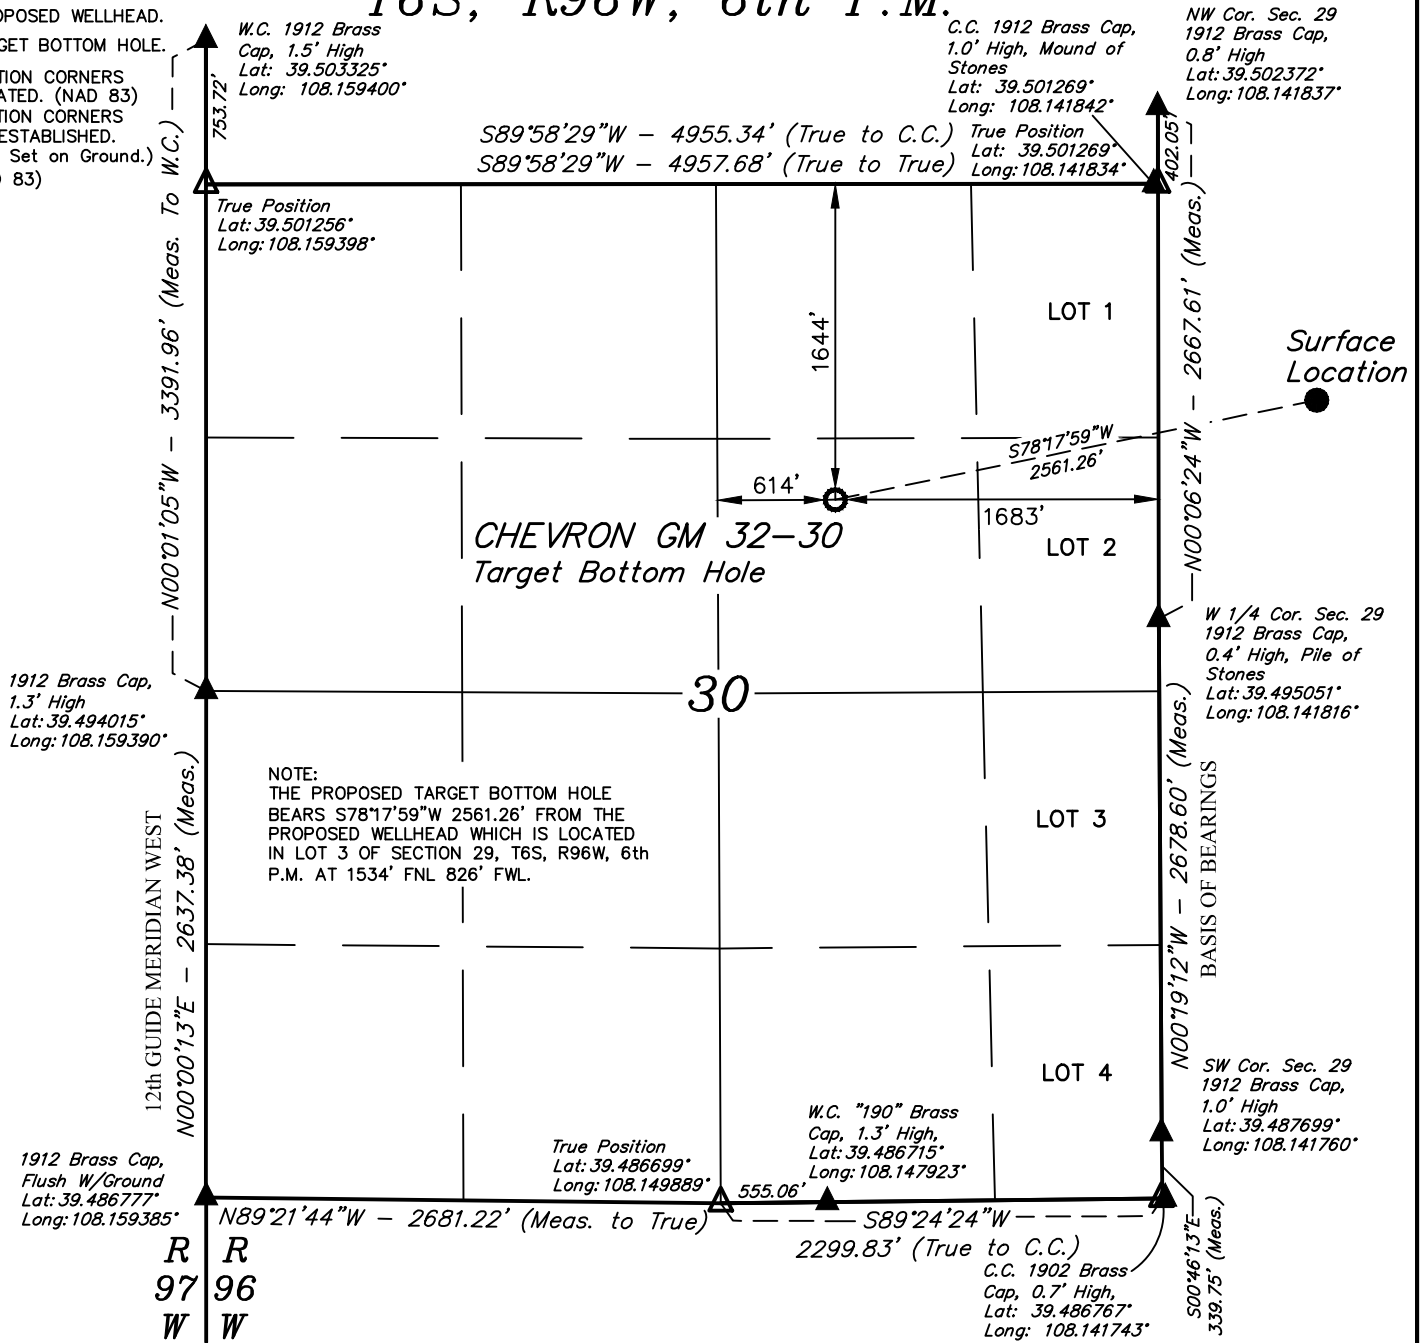 T6S, R96W, 6th P.M.
OPOSED WELLHEAD.
GET BOTTOM HOLE.
TION CORNERS
ATED. (NAD 83)
TION CORNERS
ESTABLISHED.
Set on Ground.)
83)
W.C. 1912 Brass
Cap, 1.5' High
Lat: 39.503325°
Long: 108.159400°
753.72'
C.C. 1912 Brass Cap,
1.0' High, Mound of
Stones
Lat: 39.501269°
Long: 108.141842°
NW Cor. Sec. 29
1912 Brass Cap,
0.8' High
Lat: 39.502372°
Long: 108.141837°
S89°58'29"W - 4955.34' (True to C.C.)
S89°58'29"W - 4957.68' (True to True)
True Position
Lat: 39.501269°
Long: 108.141834°
402.05'
True Position
Lat: 39.501256°
Long: 108.159398°
N00°01'05"W - 3391.96' (Meas. To W.C.)
LOT 1
1644'
N00°06'24"W - 2667.61' (Meas.)
Surface
Location
S78°17'59"W
2561.26'
614'
1683'
CHEVRON GM 32-30
Target Bottom Hole
LOT 2
W 1/4 Cor. Sec. 29
1912 Brass Cap,
0.4' High, Pile of
Stones
Lat: 39.495051°
Long: 108.141816°
1912 Brass Cap,
1.3' High
Lat: 39.494015°
Long: 108.159390°
30
NOTE:
THE PROPOSED TARGET BOTTOM HOLE
BEARS S78°17'59"W 2561.26' FROM THE
PROPOSED WELLHEAD WHICH IS LOCATED
IN LOT 3 OF SECTION 29, T6S, R96W, 6th
P.M. AT 1534' FNL 826' FWL.
LOT 3
12th GUIDE MERIDIAN WEST
N00°00'13"E - 2637.38' (Meas.)
N00°19'12"W - 2678.60' (Meas.)
BASIS OF BEARINGS
LOT 4
SW Cor. Sec. 29
1912 Brass Cap,
1.0' High
Lat: 39.487699°
Long: 108.141760°
W.C. "190" Brass
Cap, 1.3' High,
Lat: 39.486715°
Long: 108.147923°
True Position
Lat: 39.486699°
Long: 108.149889°
555.06'
1912 Brass Cap,
Flush W/Ground
Lat: 39.486777°
Long: 108.159385°
N89°21'44"W - 2681.22' (Meas. to True)
S89°24'24"W
2299.83' (True to C.C.)
C.C. 1902 Brass
Cap, 0.7' High,
Lat: 39.486767°
Long: 108.141743°
S00°46'13"E
339.75' (Meas.)
R R
97 96
W W